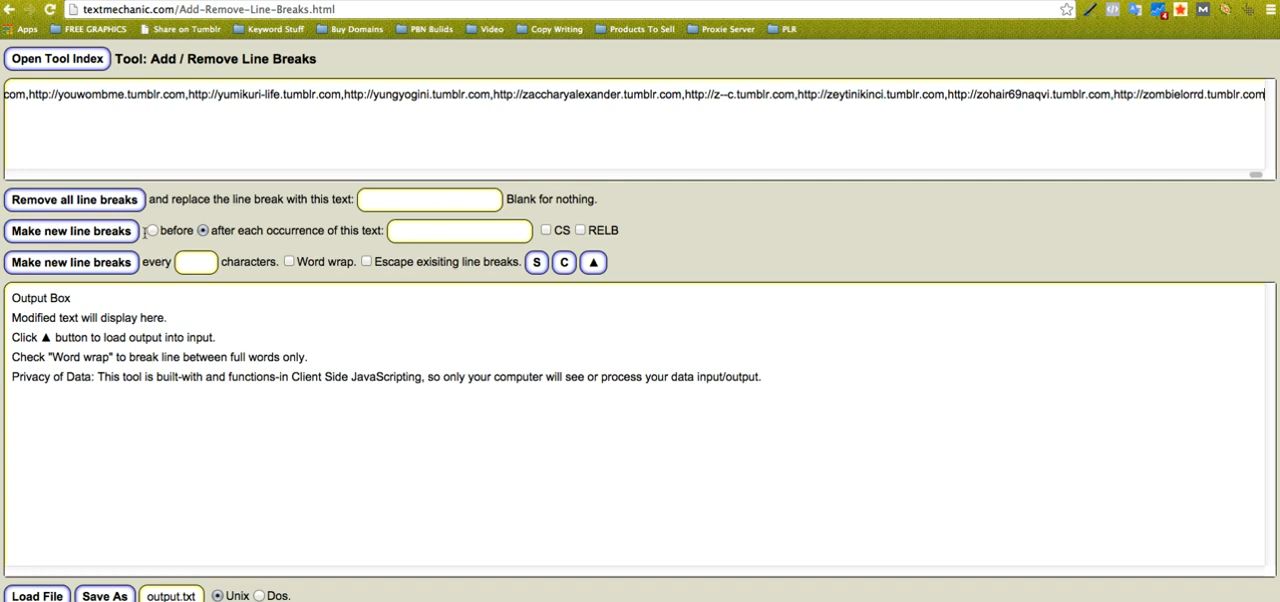 textmechanic.com/Add-Remove-Line-Breaks.html
Apps FREE GRAPHICS Share on Tumblr Keyword Stuff Buy Domains PBN Builds Video Copy Writing Products To Sell Proxie Server PLR
Open Tool Index Tool: Add / Remove Line Breaks
com,http://youwombme.tumblr.com,http://yumikuri-life.tumblr.com,http://yungyogini.tumblr.com,http://zaccharyalexander.tumblr.com,http://z--c.tumblr.com,http://zeytinikinci.tumblr.com,http://zohair69naqvi.tumblr.com,http://zombielorrd.tumblr.com
Remove all line breaks and replace the line break with this text: Blank for nothing.
Make new line breaks before after each occurrence of this text: CS RELB
Make new line breaks every characters. Word wrap. Escape exisiting line breaks. S C ▲
Output Box
Modified text will display here.
Click ▲ button to load output into input.
Check "Word wrap" to break line between full words only.
Privacy of Data: This tool is built-with and functions-in Client Side JavaScripting, so only your computer will see or process your data input/output.
Load File Save As output.txt Unix Dos.